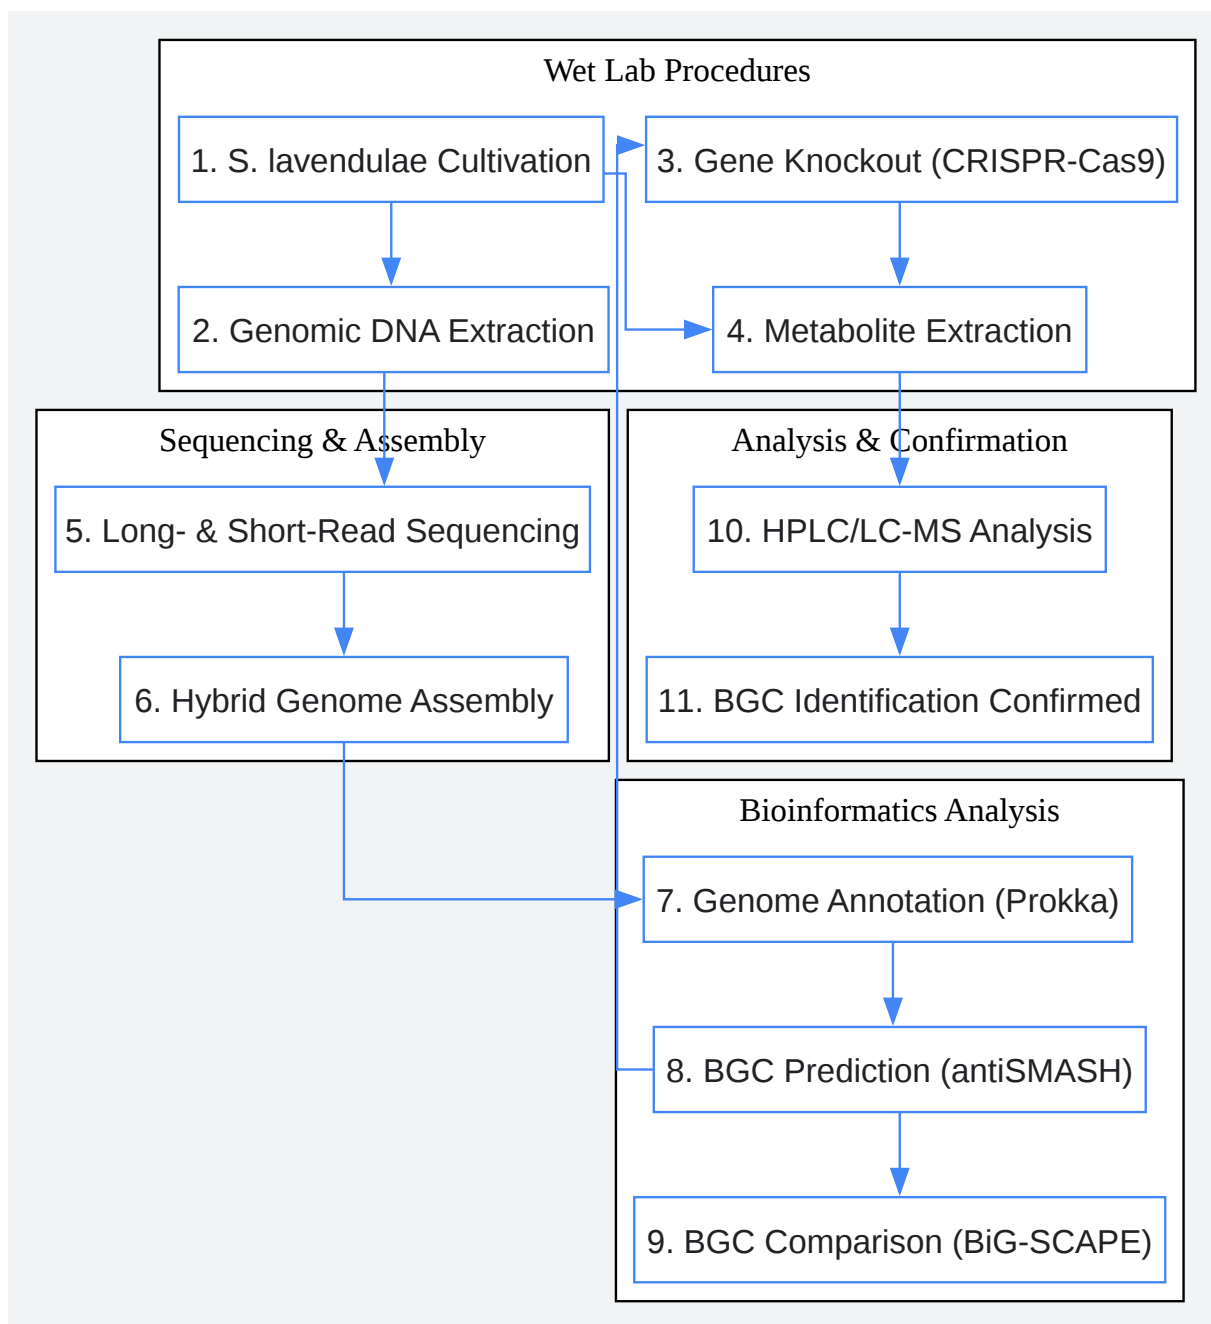 Wet Lab Procedures
1. S. lavendulae Cultivation
3. Gene Knockout (CRISPR-Cas9)
2. Genomic DNA Extraction
4. Metabolite Extraction
Sequencing & Assembly
Analysis & Confirmation
5. Long- & Short-Read Sequencing
10. HPLC/LC-MS Analysis
6. Hybrid Genome Assembly
11. BGC Identification Confirmed
Bioinformatics Analysis
7. Genome Annotation (Prokka)
8. BGC Prediction (antiSMASH)
9. BGC Comparison (BiG-SCAPE)